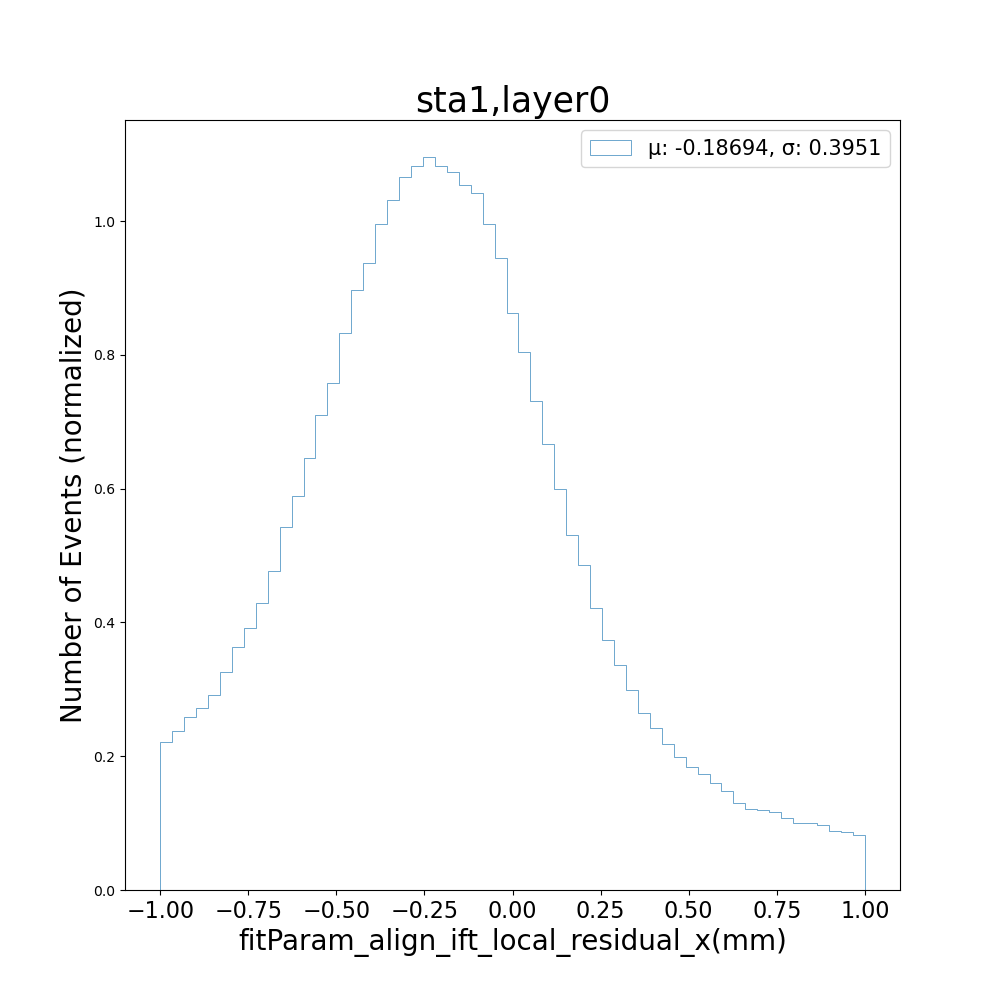 sta1,layer0
μ: -0.18694, σ: 0.3951
Number of Events (normalized)
1.0
0.8
0.6
0.4
0.2
0.0
−1.00 −0.75 −0.50 −0.25 0.00 0.25 0.50 0.75 1.00
fitParam_align_ift_local_residual_x(mm)